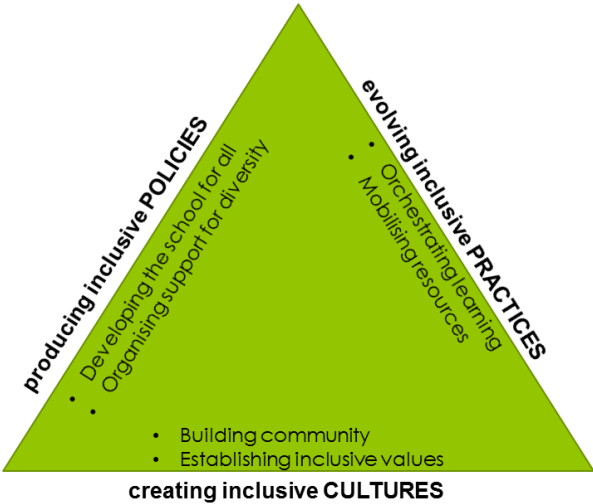 producing inclusive POLICIES
• Developing the school for all
• Organising support for diversity
evolving inclusive PRACTICES
• Orchestrating learning
• Mobilising resources
• Building community
• Establishing inclusive values
creating inclusive CULTURES